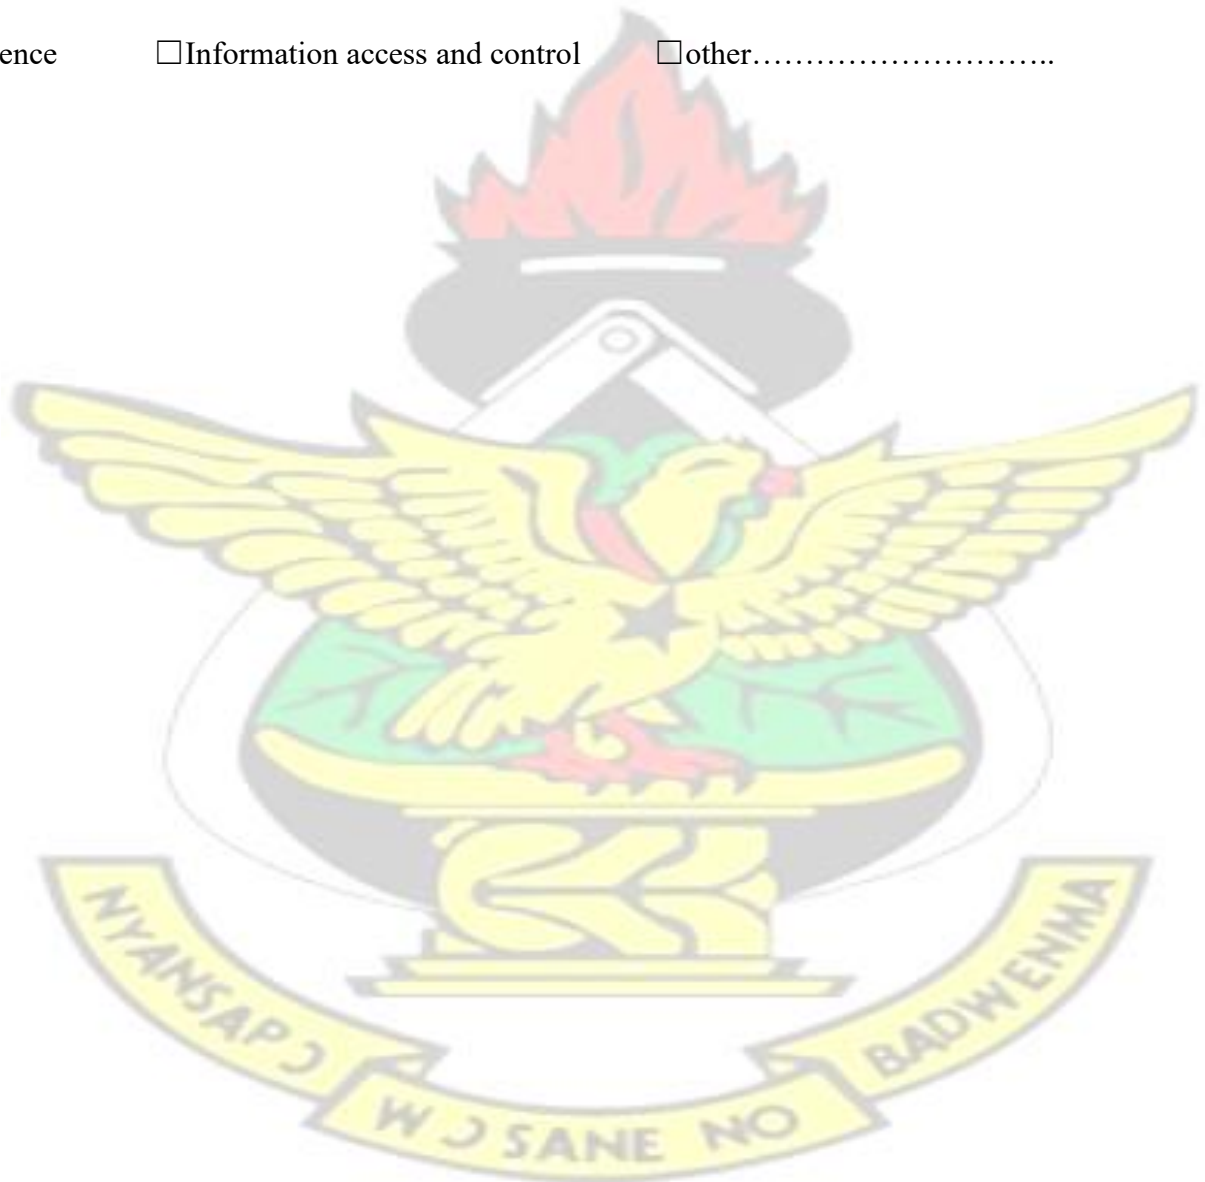 ence ☐Information access and control ☐other………………………..
NYANSAPƆ
WƆSANE NO
BADWENMA